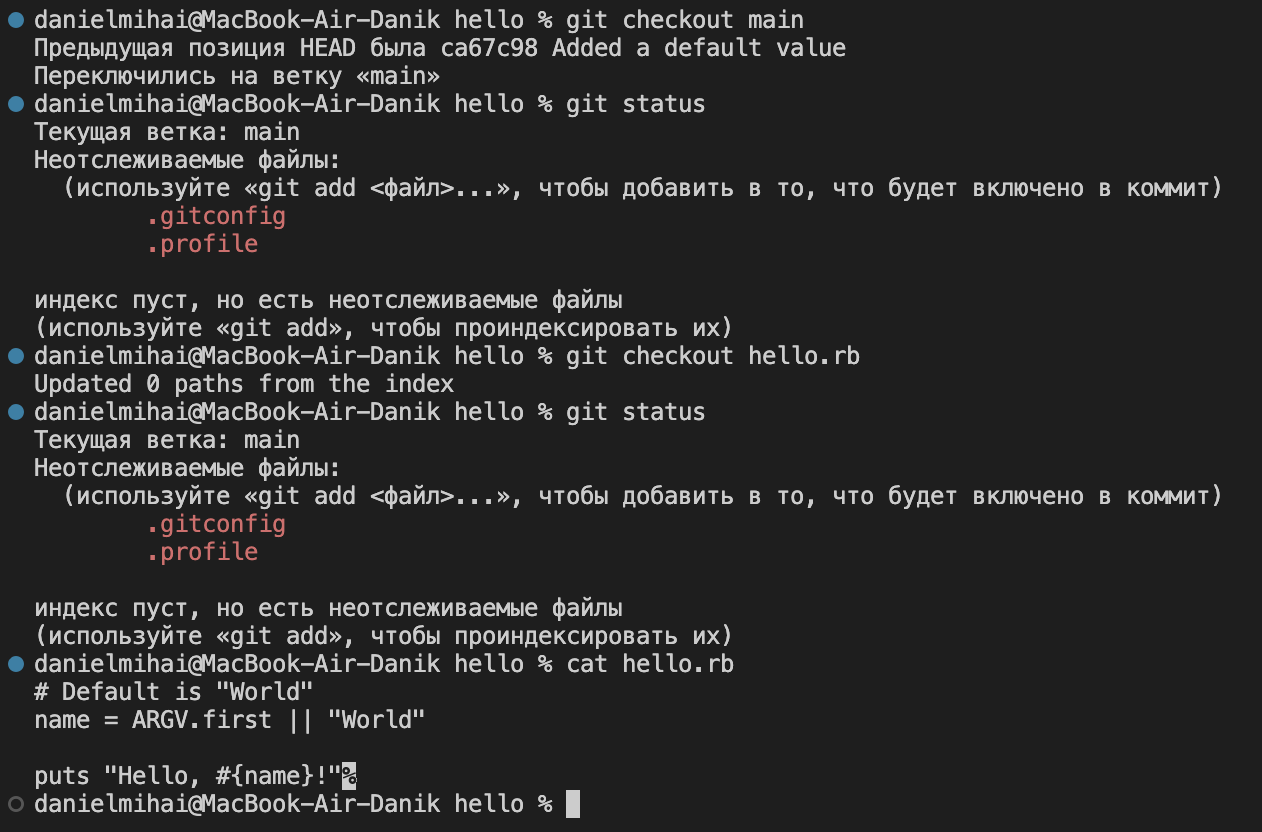 danielmihai@MacBook-Air-Danik hello % git checkout main
Предыдущая позиция HEAD была ca67c98 Added a default value
Переключились на ветку «main»
danielmihai@MacBook-Air-Danik hello % git status
Текущая ветка: main
Неотслеживаемые файлы:
  (используйте «git add <файл>...», чтобы добавить в то, что будет включено в коммит)
        .gitconfig
        .profile

индекс пуст, но есть неотслеживаемые файлы
(используйте «git add», чтобы проиндексировать их)
danielmihai@MacBook-Air-Danik hello % git checkout hello.rb
Updated 0 paths from the index
danielmihai@MacBook-Air-Danik hello % git status
Текущая ветка: main
Неотслеживаемые файлы:
  (используйте «git add <файл>...», чтобы добавить в то, что будет включено в коммит)
        .gitconfig
        .profile

индекс пуст, но есть неотслеживаемые файлы
(используйте «git add», чтобы проиндексировать их)
danielmihai@MacBook-Air-Danik hello % cat hello.rb
# Default is "World"
name = ARGV.first || "World"

puts "Hello, #{name}!"%
danielmihai@MacBook-Air-Danik hello %